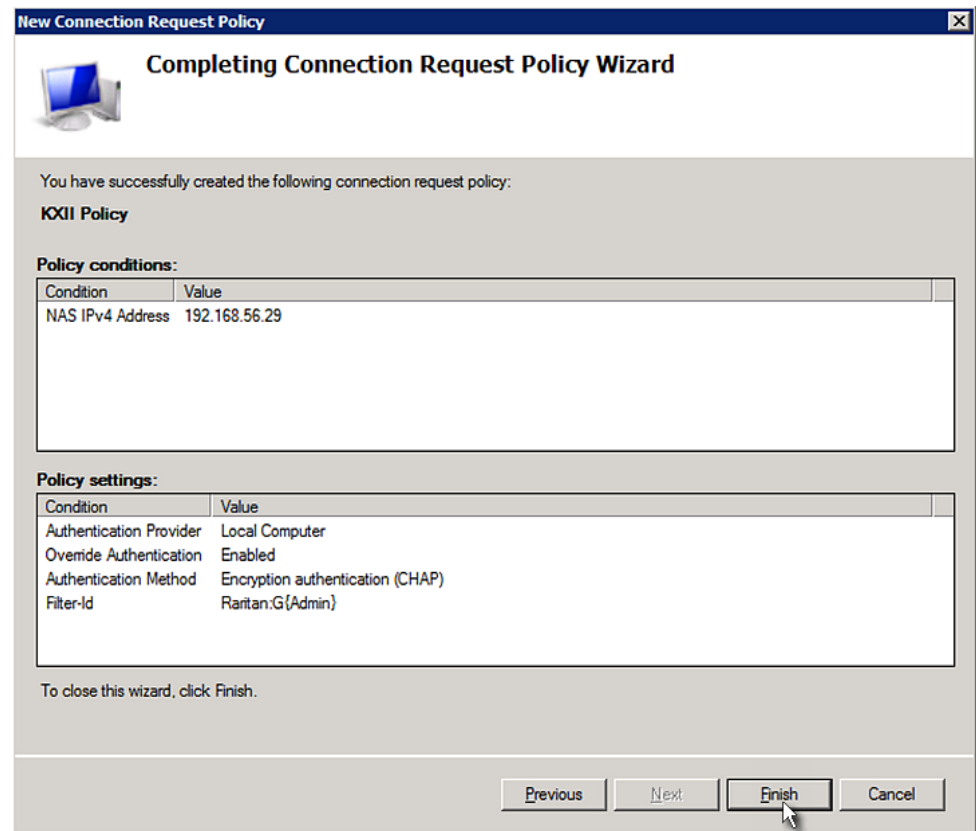 New Connection Request Policy
Completing Connection Request Policy Wizard
You have successfully created the following connection request policy:
KXII Policy
Policy conditions:
Condition Value
NAS IPv4 Address 192.168.56.29
Policy settings:
Condition Value
Authentication Provider Local Computer
Override Authentication Enabled
Authentication Method Encryption authentication (CHAP)
Filter-Id Raritan:G{Admin}
To close this wizard, click Finish.
Previous Next Finish Cancel